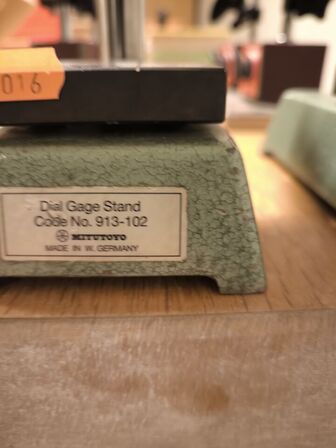 016
Dial Gage Stand
Code No. 913-102
MITUTOYO
MADE IN W. GERMANY